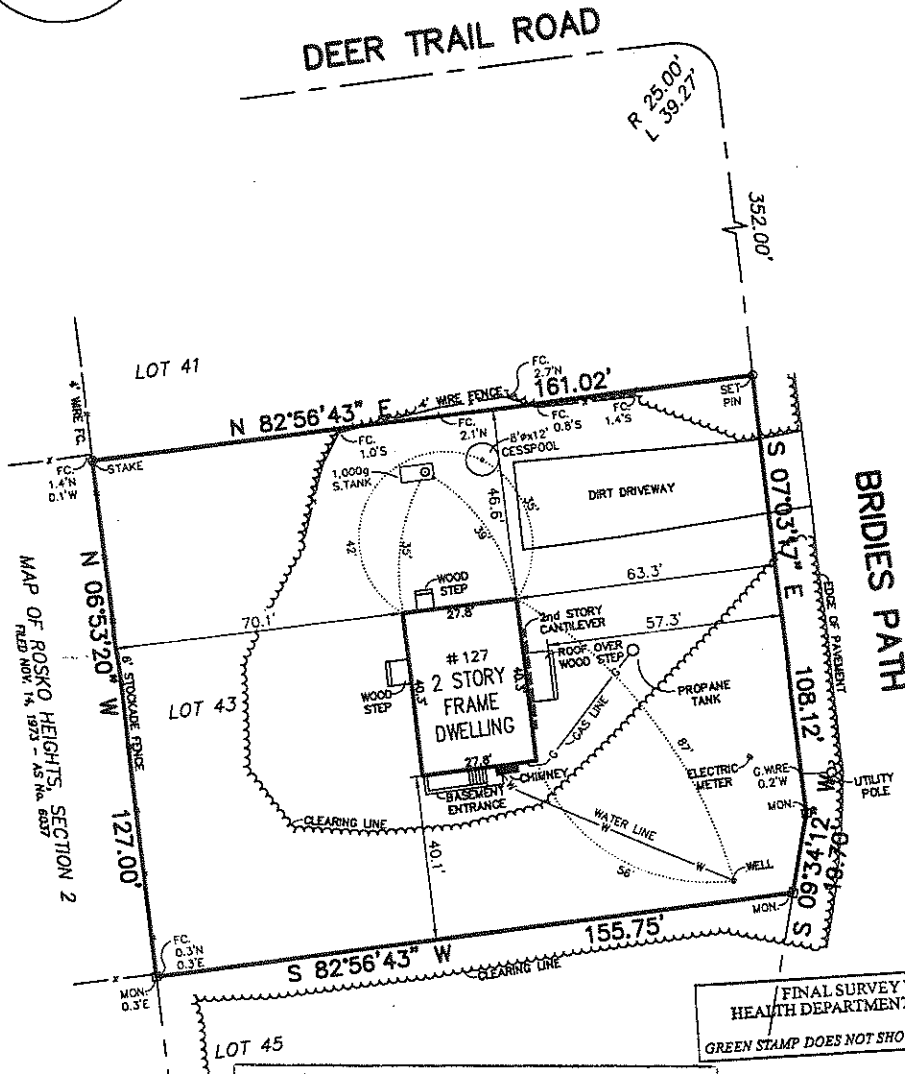 DEER TRAIL ROAD
R 25.00'
L 39.27'
352.00'
LOT 41
4' WIRE FC.
N 82°56'43" E
4' WIRE FENCE
FC.
2.7'N
161.02'
SET
PIN
FC.
1.4'N
0.1'W
STAKE
FC.
1.0'S
FC.
2.1'N
FC.
0.8'S
FC.
1.4'S
8'øx12'
CESSPOOL
1,000g
S.TANK
DIRT DRIVEWAY
46.6'
35'
42'
35'
39'
S 07°03'17" E
BRIDIES PATH
EDGE OF PAVEMENT
WOOD
STEP
27.8'
63.3'
2nd STORY
CANTILEVER
57.3'
70.1'
N 06°53'20" W
6' STOCKADE FENCE
MAP OF ROSKO HEIGHTS, SECTION 2
FILED NOV. 14, 1973 - AS No. 6037
LOT 43
WOOD
STEP
40.3'
# 127
2 STORY
FRAME
DWELLING
40.3'
ROOF OVER
WOOD STEP
PROPANE
TANK
G
GAS LINE
G
108.12'
87'
27.8'
CHIMNEY
BASEMENT
ENTRANCE
ELECTRIC
METER
G.WIRE
0.2'W
UTILITY
POLE
MON.
127.00'
CLEARING LINE
WATER LINE
W
W
W
40.1'
56'
WELL
MON.
S 09°34'12" W
19.70'
FC.
0.3'N
0.3'E
MON.
0.3'E
S 82°56'43" W
155.75'
CLEARING LINE
LOT 45
FINAL SURVEY
HEALTH DEPARTMENT
GREEN STAMP DOES NOT SHO